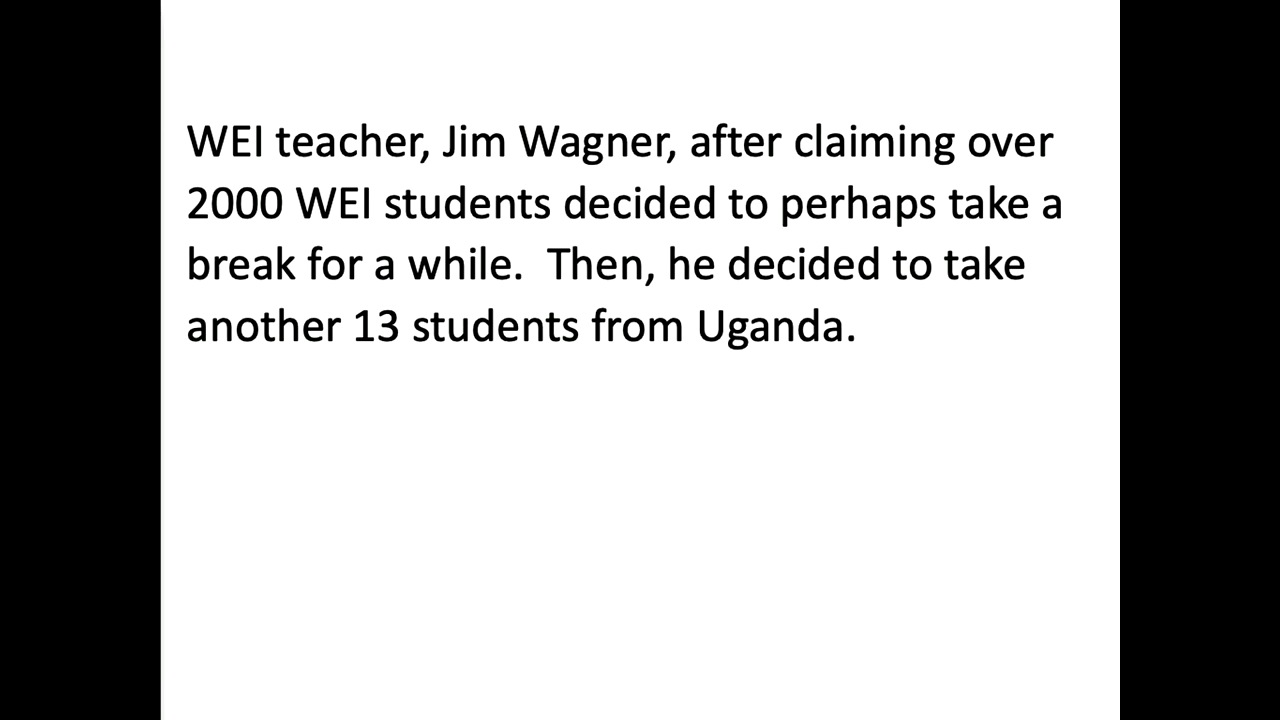 WEI teacher, Jim Wagner, after claiming over
2000 WEI students decided to perhaps take a
break for a while.  Then, he decided to take
another 13 students from Uganda.